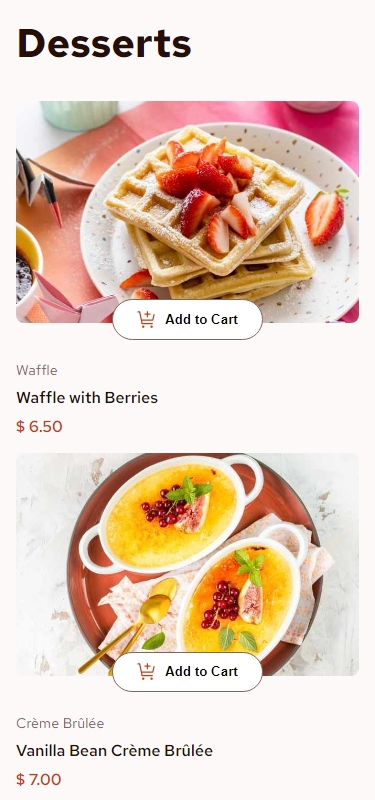 Desserts
Add to Cart
Waffle
Waffle with Berries
$ 6.50
Add to Cart
Crème Brûlée
Vanilla Bean Crème Brûlée
$ 7.00